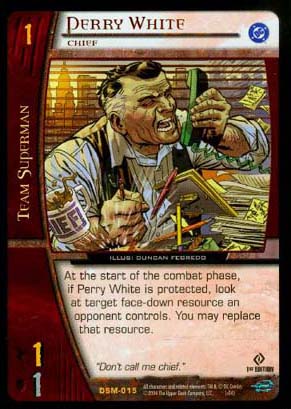 1
PERRY WHITE
CHIEF
TEAM SUPERMAN
ILLUS: DUNCAN FEGREDO
At the start of the combat phase,
if Perry White is protected, look
at target face-down resource an
opponent controls. You may replace
that resource.
1
1
"Don't call me chief."
1st EDITION
DSM-015